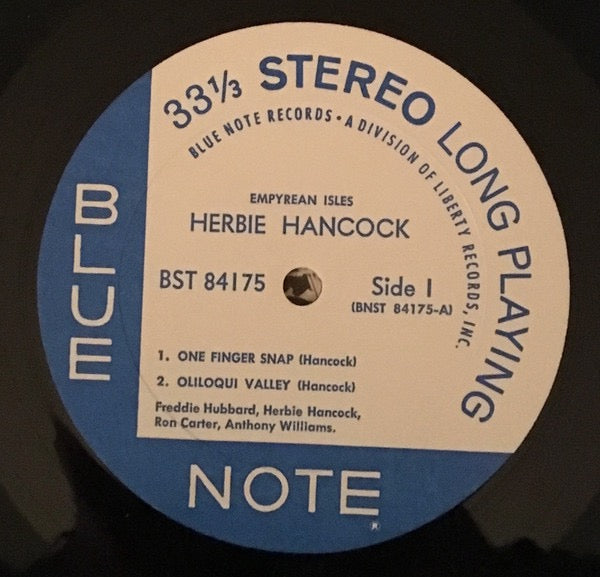 33⅓ STEREO LONG PLAYING
BLUE NOTE RECORDS • A DIVISION OF LIBERTY RECORDS, INC.
EMPYREAN ISLES
HERBIE HANCOCK
BST 84175
Side 1
(BNST 84175-A)
1. ONE FINGER SNAP (Hancock)
2. OLILOQUI VALLEY (Hancock)
Freddie Hubbard, Herbie Hancock,
Ron Carter, Anthony Williams.
BLUE
NOTE
®